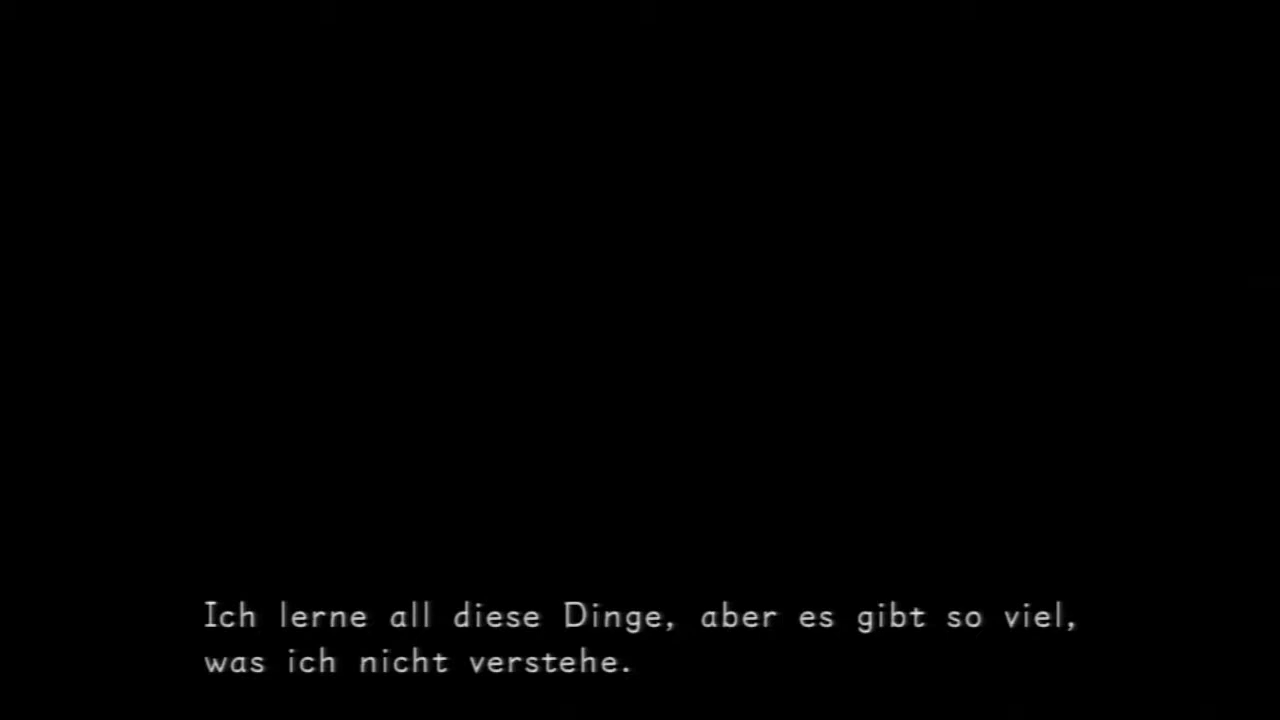 Ich lerne all diese Dinge, aber es gibt so viel,
was ich nicht verstehe.